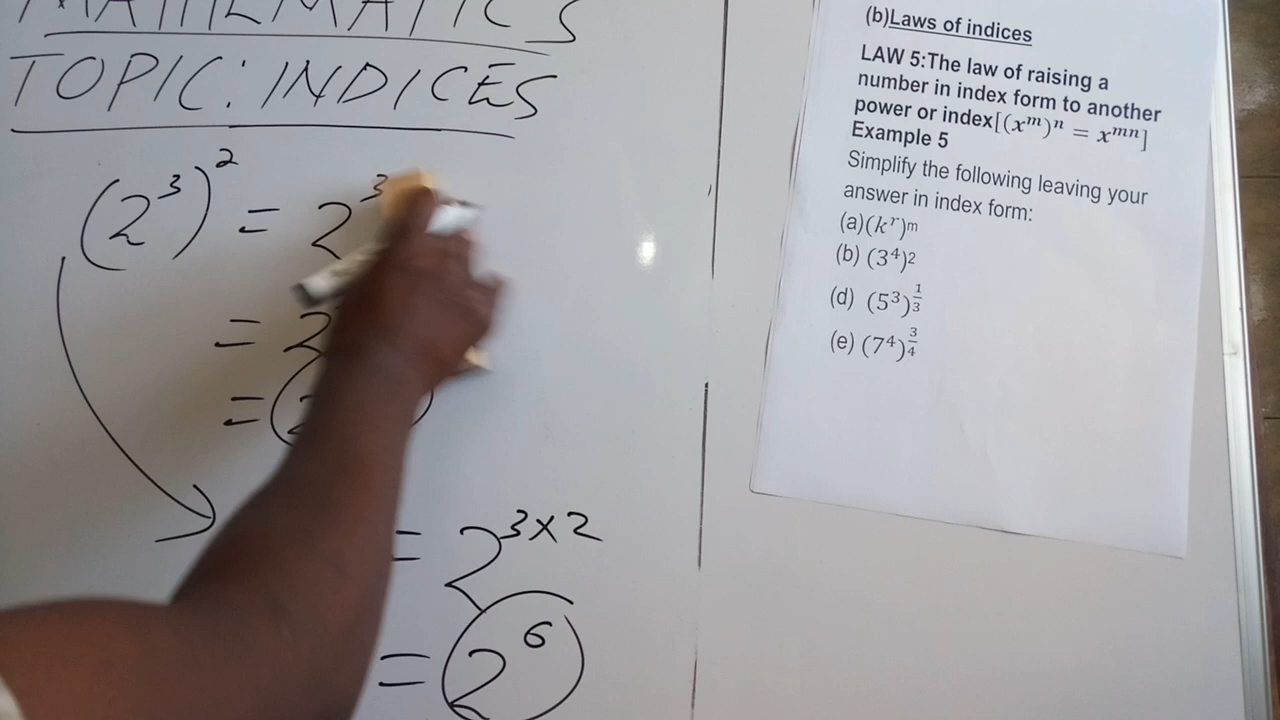 MATHEMATICS
TOPIC: INDICES
(2³)² = 2³
= 2
= 2
= 2³ˣ²
= 2⁶
(b)Laws of indices
LAW 5:The law of raising a
number in index form to another
power or index[(xᵐ)ⁿ = xᵐⁿ]
Example 5
Simplify the following leaving your
answer in index form:
(a)(kʳ)ᵐ
(b) (3⁴)²
(d) (5³)^(1/3)
(e) (7⁴)^(3/4)